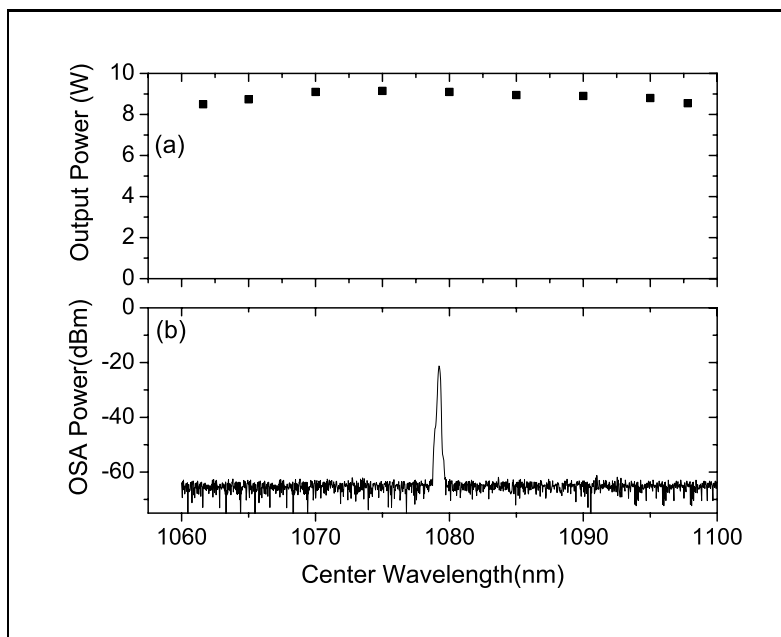 Output Power (W)
10
8
6
4
2
0
(a)
OSA Power(dBm)
0
-20
-40
-60
(b)
1060 1070 1080 1090 1100
Center Wavelength(nm)